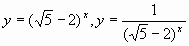 y = (√5 − 2)^x, y = 1/(√5 − 2)^x